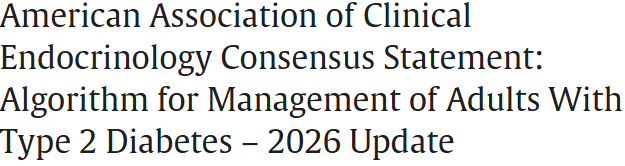 American Association of Clinical
Endocrinology Consensus Statement:
Algorithm for Management of Adults With
Type 2 Diabetes – 2026 Update